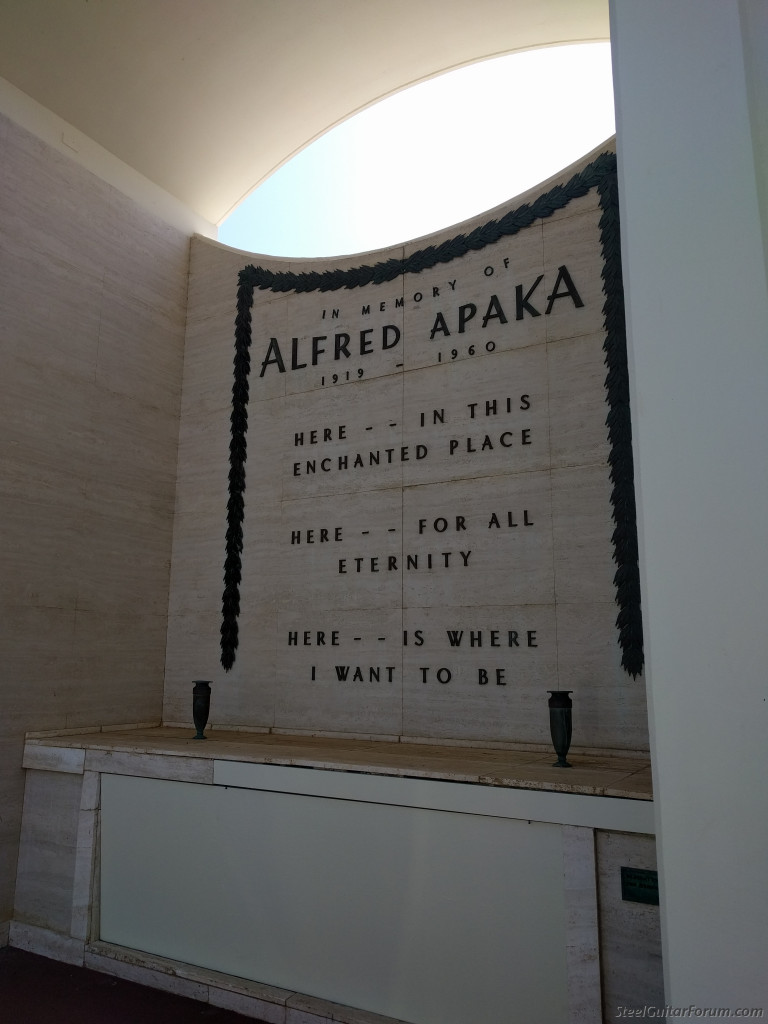 IN MEMORY OF
ALFRED APAKA
1919 - 1960
HERE - - IN THIS
ENCHANTED PLACE
HERE - - FOR ALL
ETERNITY
HERE - - IS WHERE
I WANT TO BE
SteelGuitarForum.com